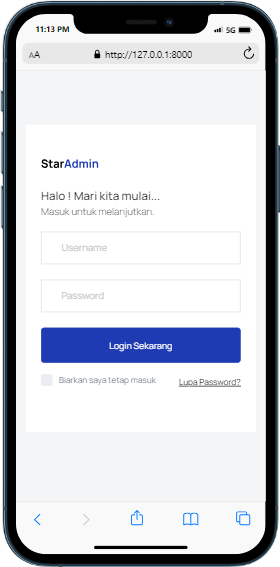 11:13 PM
5G
AA
http://127.0.0.1:8000
StarAdmin
Halo ! Mari kita mulai...
Masuk untuk melanjutkan.
Username
Password
Login Sekarang
Biarkan saya tetap masuk
Lupa Password?